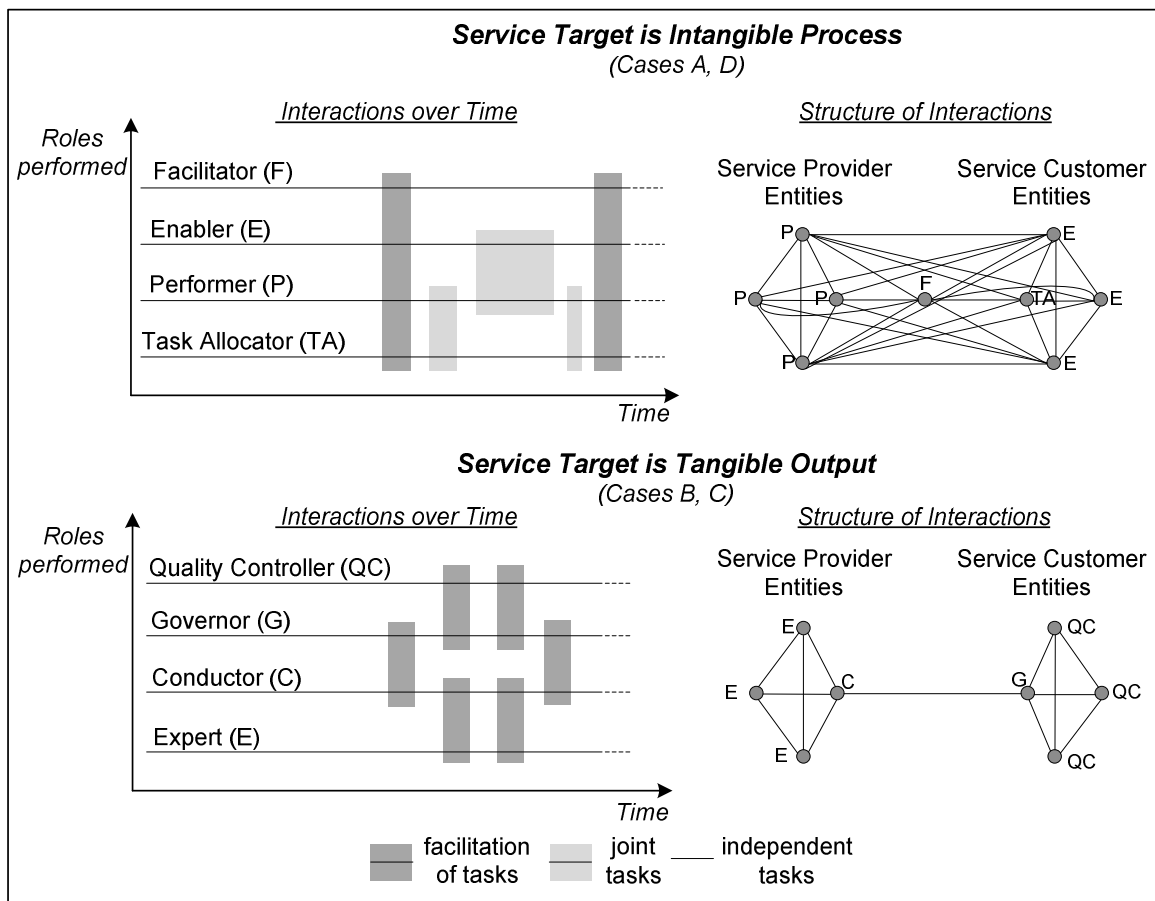 Service Target is Intangible Process
(Cases A, D)
Interactions over Time
Structure of Interactions
Roles
performed
Facilitator (F)
Enabler (E)
Performer (P)
Task Allocator (TA)
Time
Service Provider
Entities
Service Customer
Entities
P
E
F
P
P
TA
E
P
E
Service Target is Tangible Output
(Cases B, C)
Interactions over Time
Structure of Interactions
Roles
performed
Quality Controller (QC)
Governor (G)
Conductor (C)
Expert (E)
Time
Service Provider
Entities
Service Customer
Entities
E
QC
E
C
G
QC
E
QC
facilitation
of tasks
joint
tasks
independent
tasks